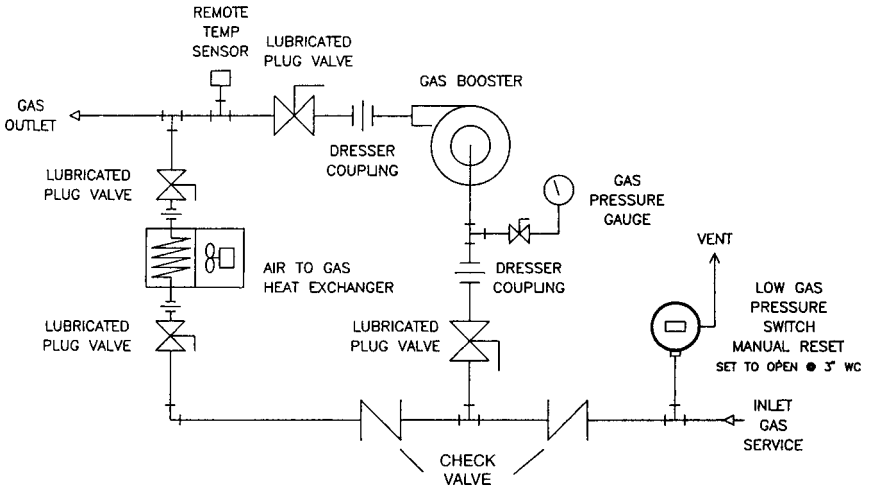 REMOTE
TEMP
SENSOR
LUBRICATED
PLUG VALVE
GAS BOOSTER
GAS
OUTLET
DRESSER
COUPLING
LUBRICATED
PLUG VALVE
GAS
PRESSURE
GAUGE
VENT
AIR TO GAS
HEAT EXCHANGER
DRESSER
COUPLING
LOW GAS
PRESSURE
SWITCH
MANUAL RESET
SET TO OPEN @ 3" WC
LUBRICATED
PLUG VALVE
LUBRICATED
PLUG VALVE
INLET
GAS
SERVICE
CHECK
VALVE